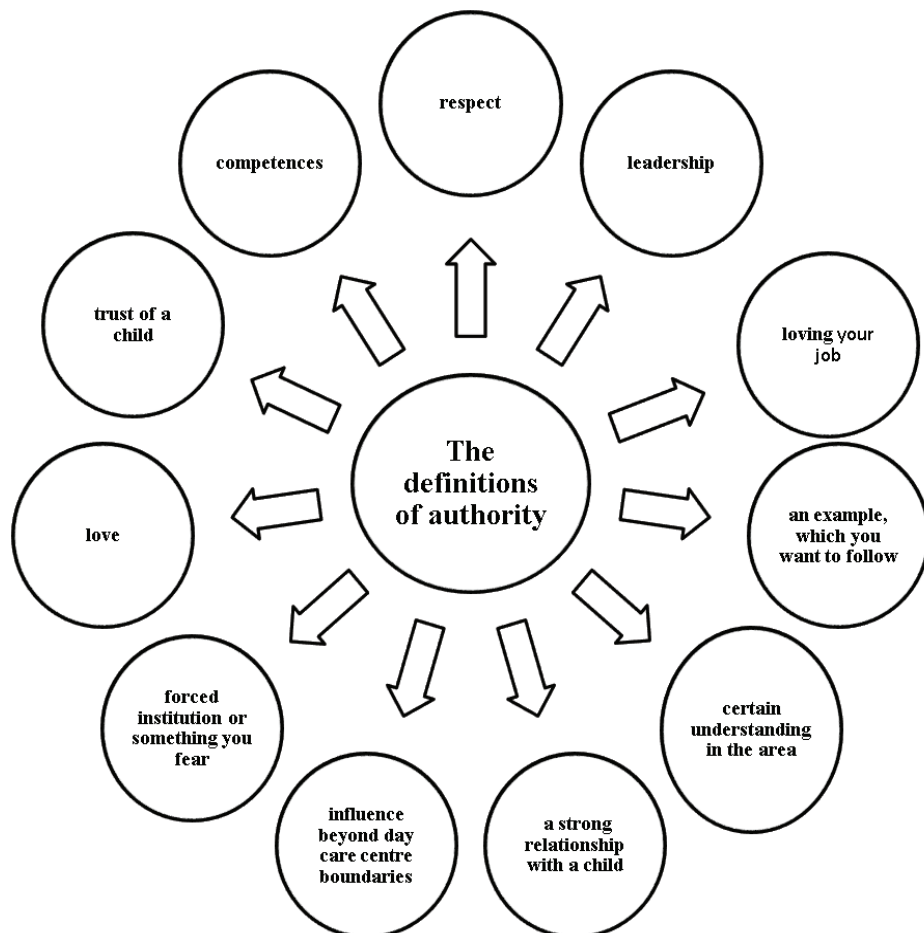 respect
leadership
loving your
job
an example,
which you
want to follow
certain
understanding
in the area
a strong
relationship
with a child
influence
beyond day
care centre
boundaries
forced
institution or
something you
fear
love
trust of a
child
competences
The
definitions
of authority